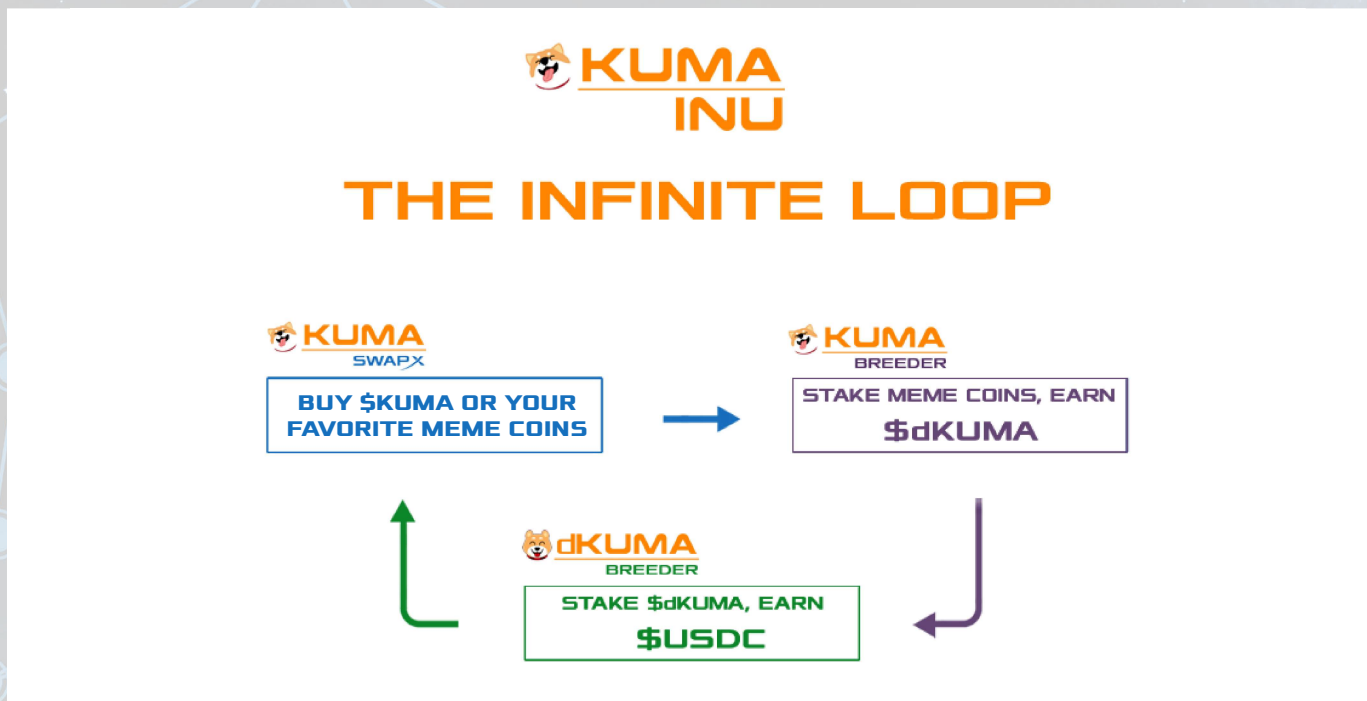 KUMA
INU
THE INFINITE LOOP
KUMA
SWAPX
BUY $KUMA OR YOUR
FAVORITE MEME COINS
KUMA
BREEDER
STAKE MEME COINS, EARN
$dKUMA
dKUMA
BREEDER
STAKE $dKUMA, EARN
$USDC